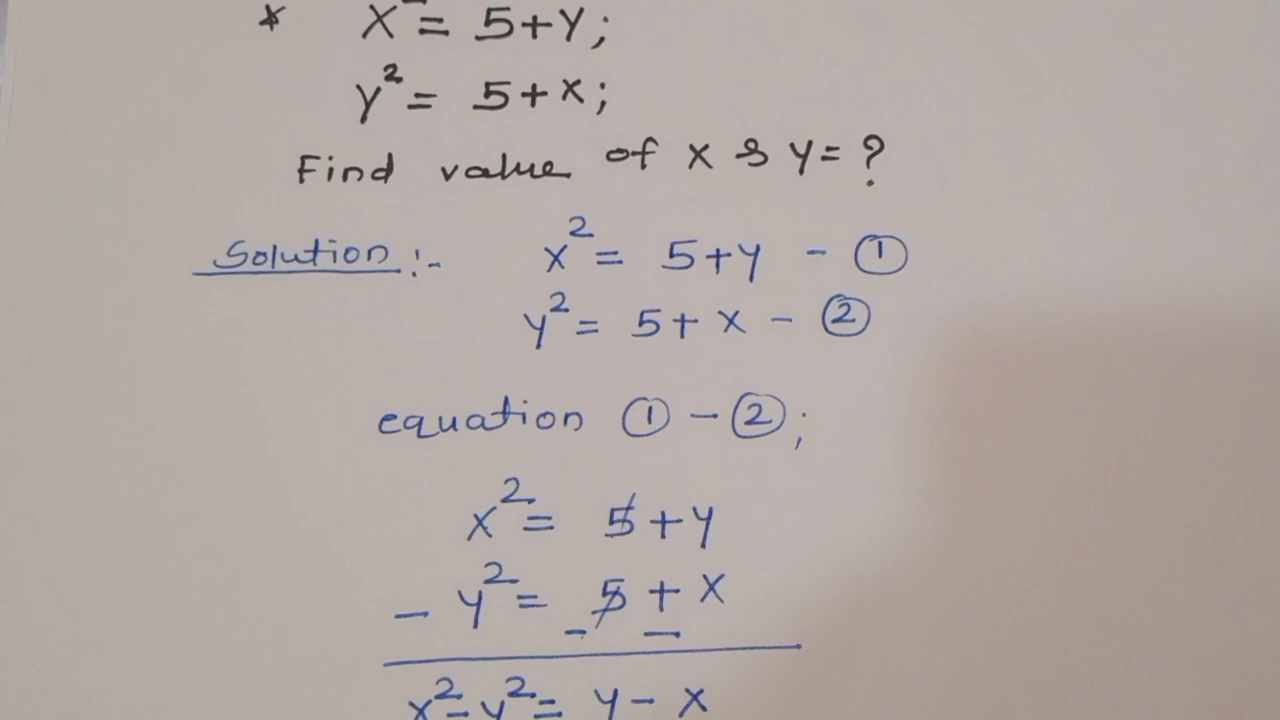 * X²= 5+Y;
Y²= 5+X;
Find value of X & Y=?
Solution:- X²= 5+Y - ①
Y²= 5+X - ②
equation ① - ②;
X²= 5+Y
- Y²= 5+X
- -
X²-Y²= Y-X